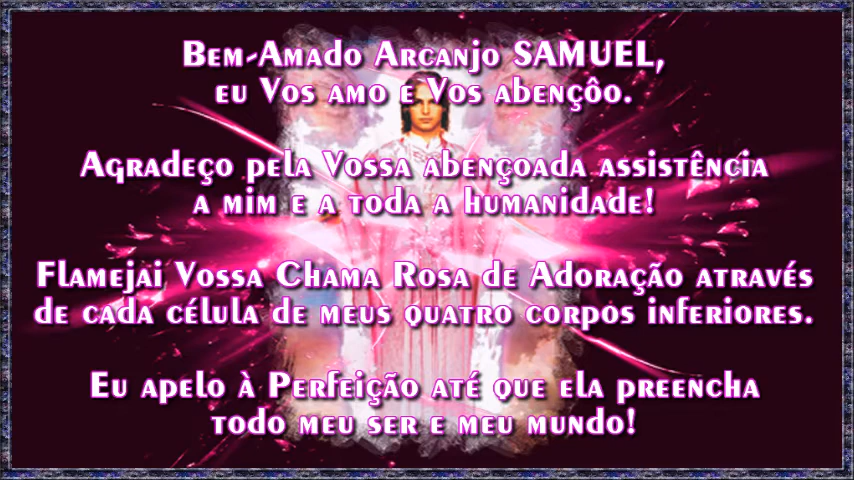 Bem-Amado Arcanjo SAMUEL,
eu Vos amo e Vos abençôo.
Agradeço pela Vossa abençoada assistência
a mim e a toda a humanidade!
Flamejai Vossa Chama Rosa de Adoração através
de cada célula de meus quatro corpos inferiores.
Eu apelo à Perfeição até que ela preencha
todo meu ser e meu mundo!